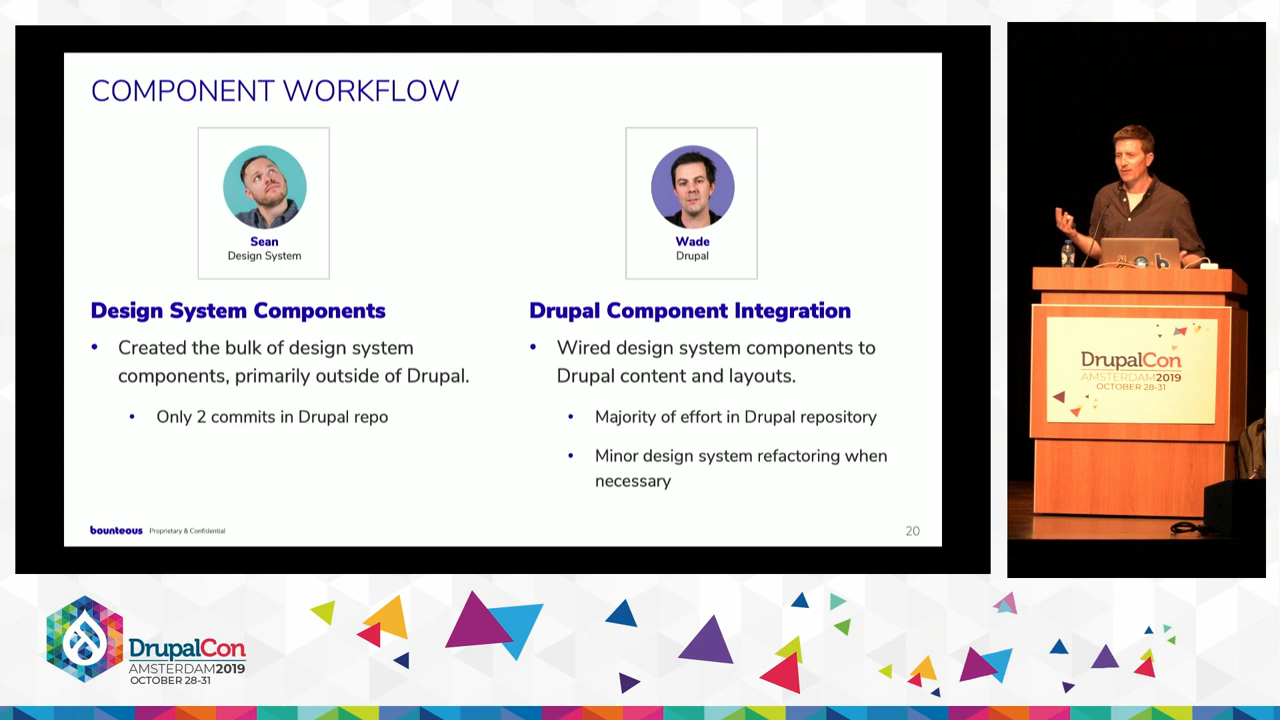 COMPONENT WORKFLOW
Sean
Design System
Wade
Drupal
Design System Components
• Created the bulk of design system
components, primarily outside of Drupal.
• Only 2 commits in Drupal repo
Drupal Component Integration
• Wired design system components to
Drupal content and layouts.
• Majority of effort in Drupal repository
• Minor design system refactoring when
necessary
bounteous Proprietary & Confidential
20
DrupalCon
AMSTERDAM2019
OCTOBER 28-31
DrupalCon
AMSTERDAM2019
OCTOBER 28-31